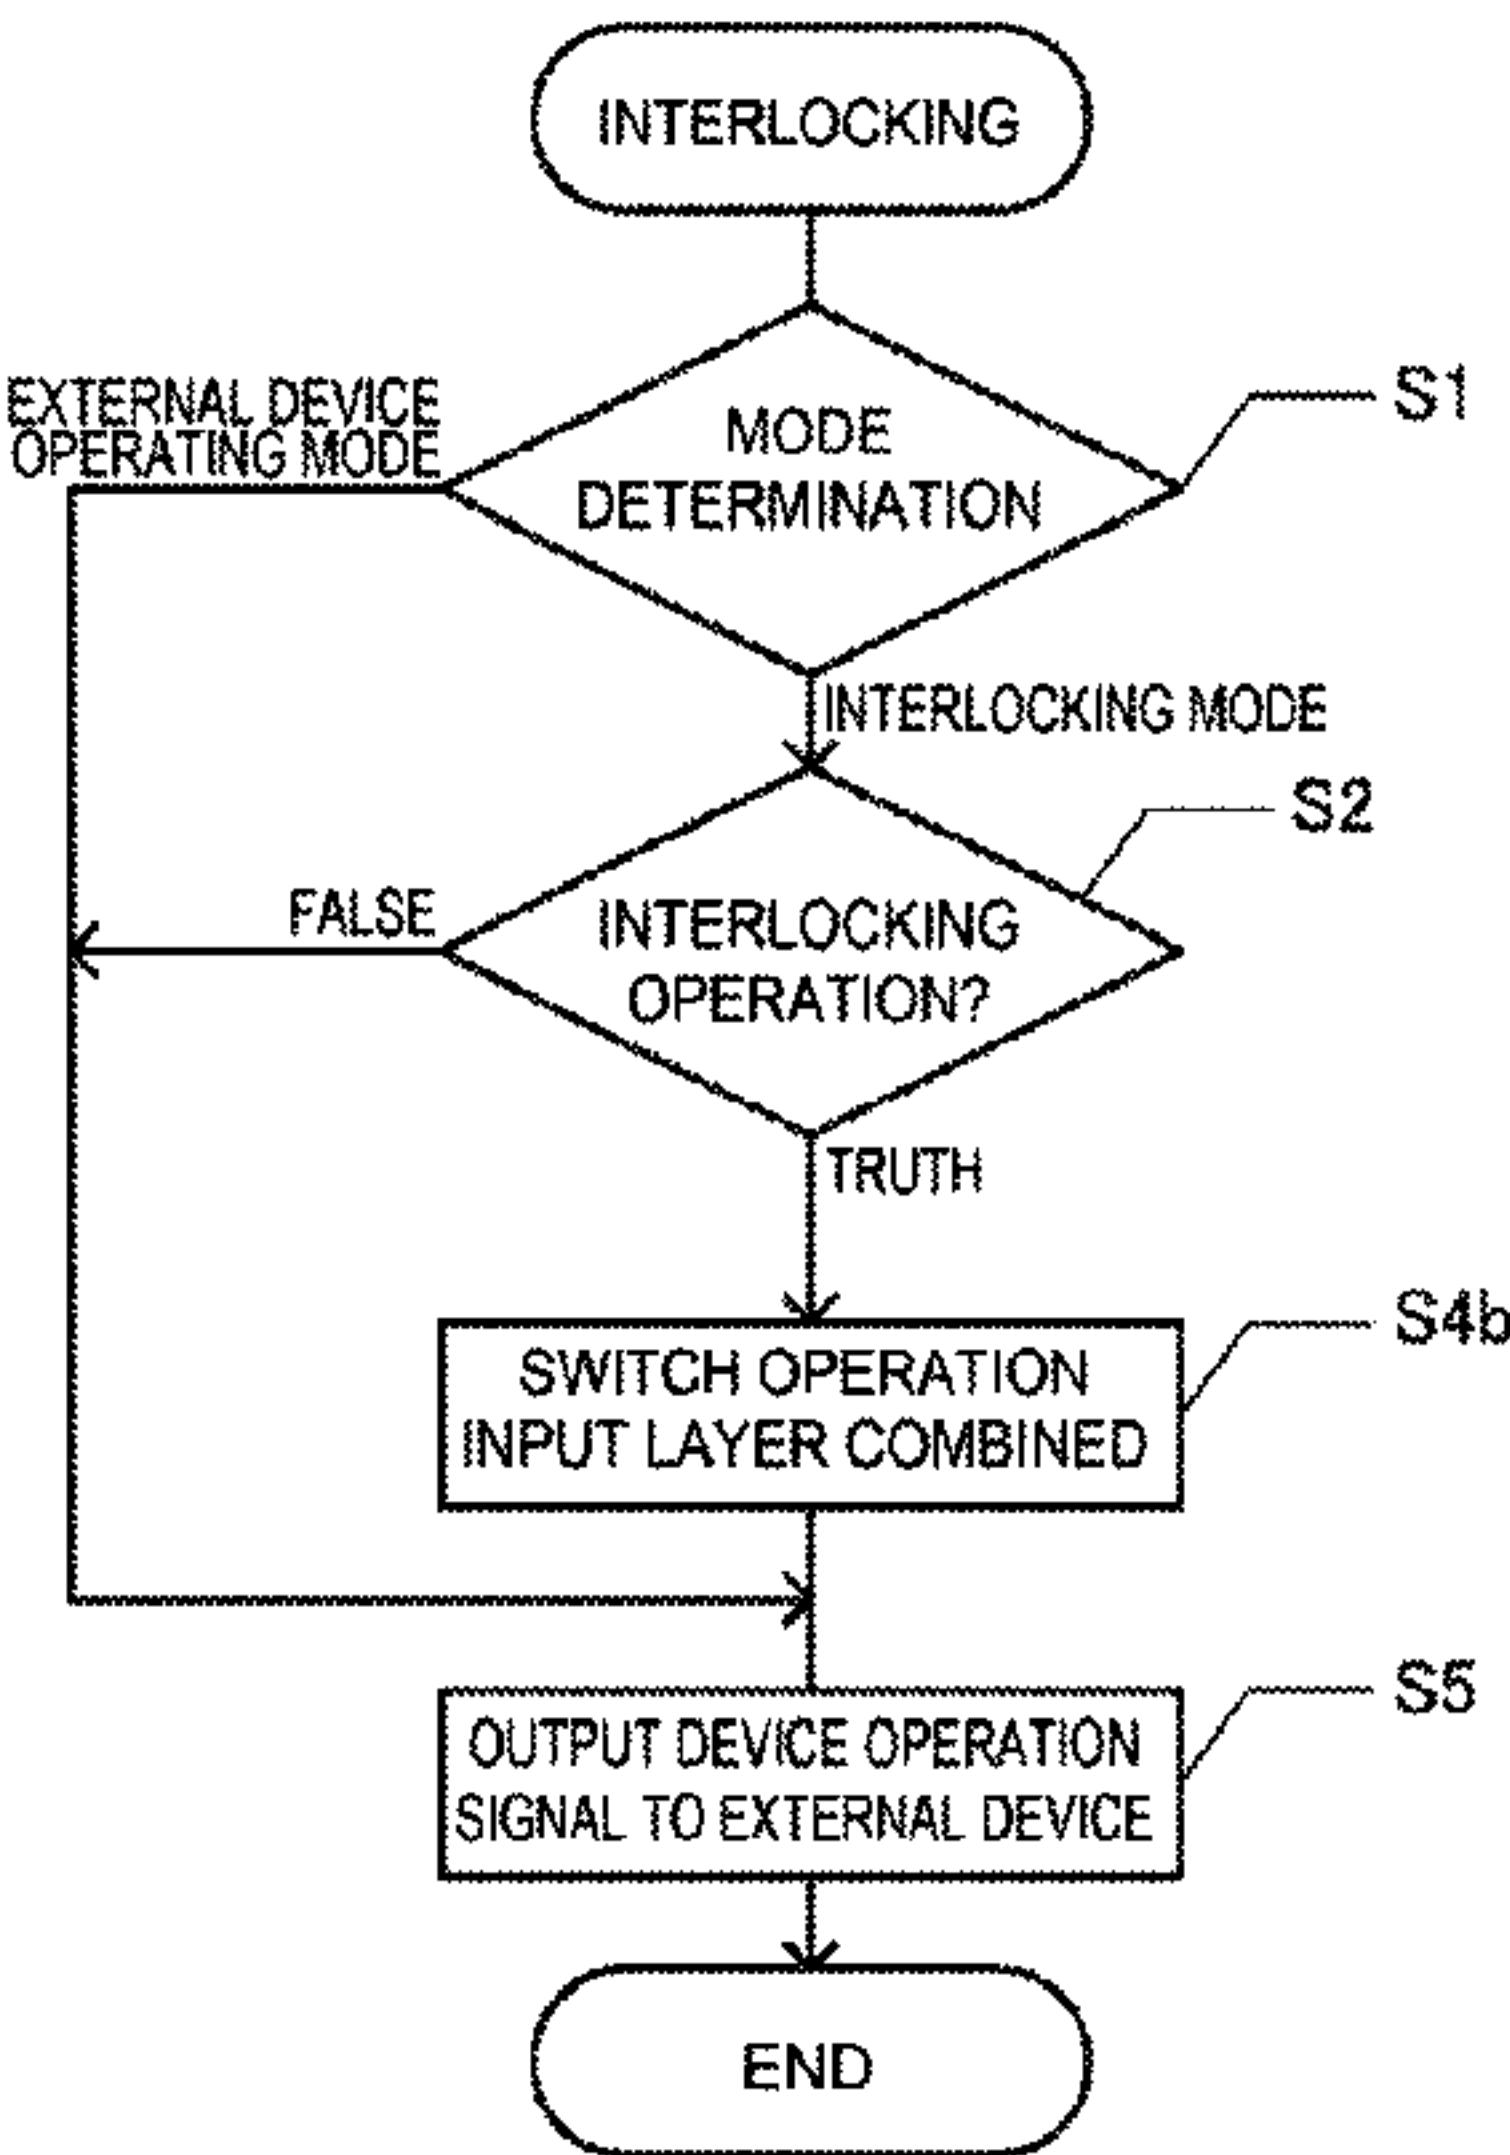 INTERLOCKING
EXTERNAL DEVICE
OPERATING MODE
MODE
DETERMINATION
S1
INTERLOCKING MODE
S2
FALSE
INTERLOCKING
OPERATION?
TRUTH
S4b
SWITCH OPERATION
INPUT LAYER COMBINED
S5
OUTPUT DEVICE OPERATION
SIGNAL TO EXTERNAL DEVICE
END